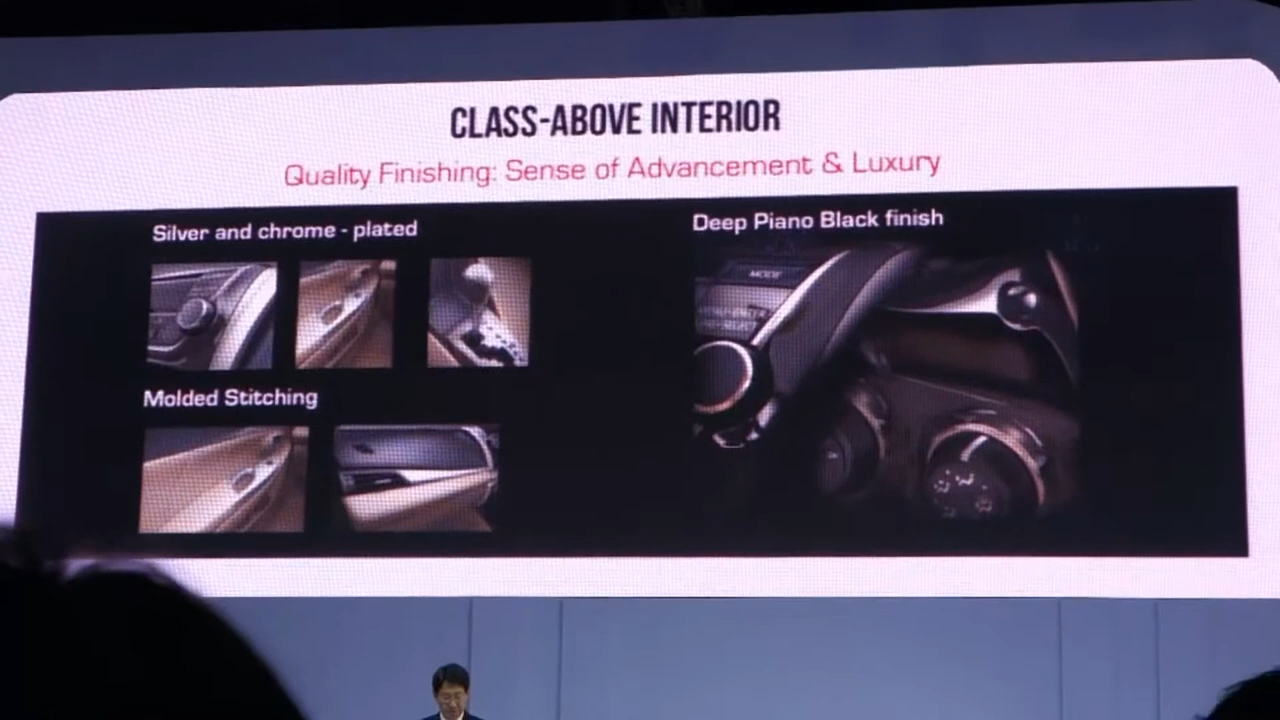 CLASS-ABOVE INTERIOR
Quality Finishing: Sense of Advancement & Luxury
Silver and chrome - plated
Deep Piano Black finish
MODE
Molded Stitching